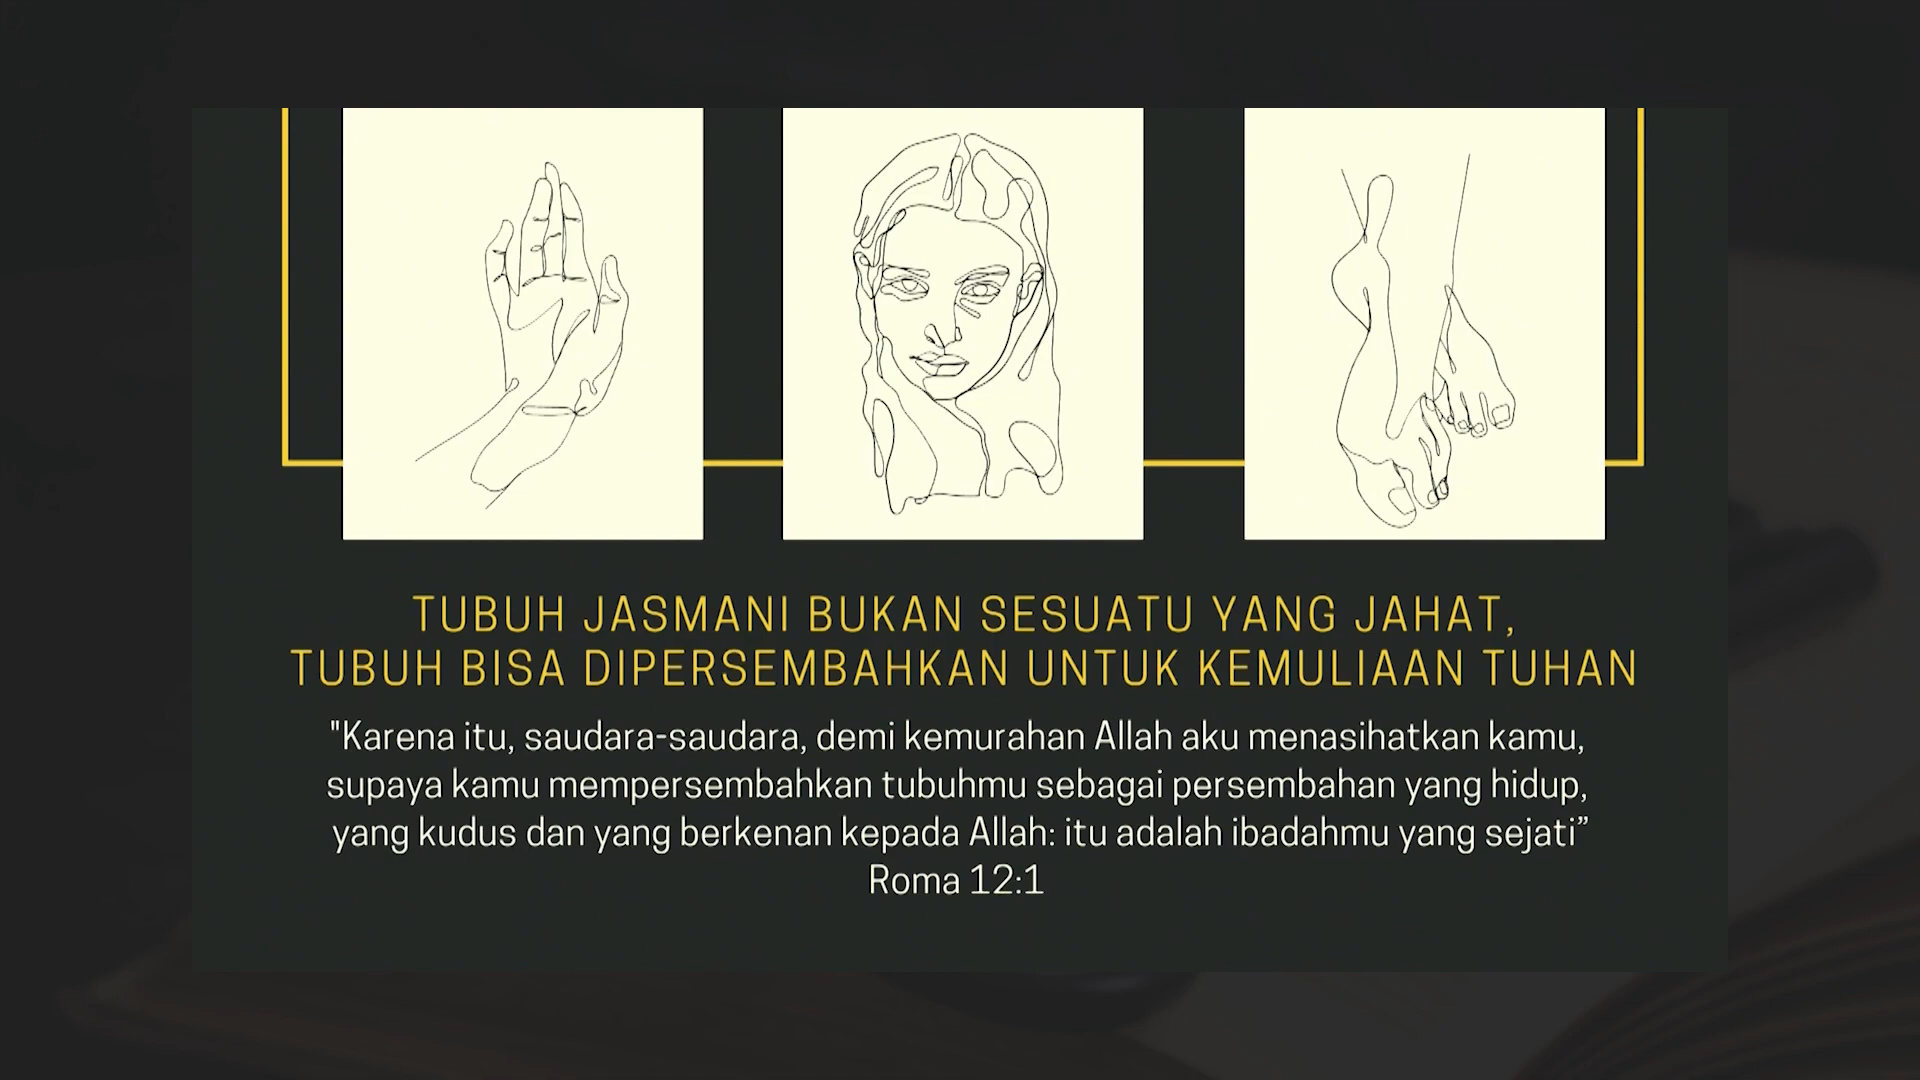 TUBUH JASMANI BUKAN SESUATU YANG JAHAT,
TUBUH BISA DIPERSEMBAHKAN UNTUK KEMULIAAN TUHAN
"Karena itu, saudara-saudara, demi kemurahan Allah aku menasihatkan kamu,
supaya kamu mempersembahkan tubuhmu sebagai persembahan yang hidup,
yang kudus dan yang berkenan kepada Allah: itu adalah ibadahmu yang sejati”
Roma 12:1